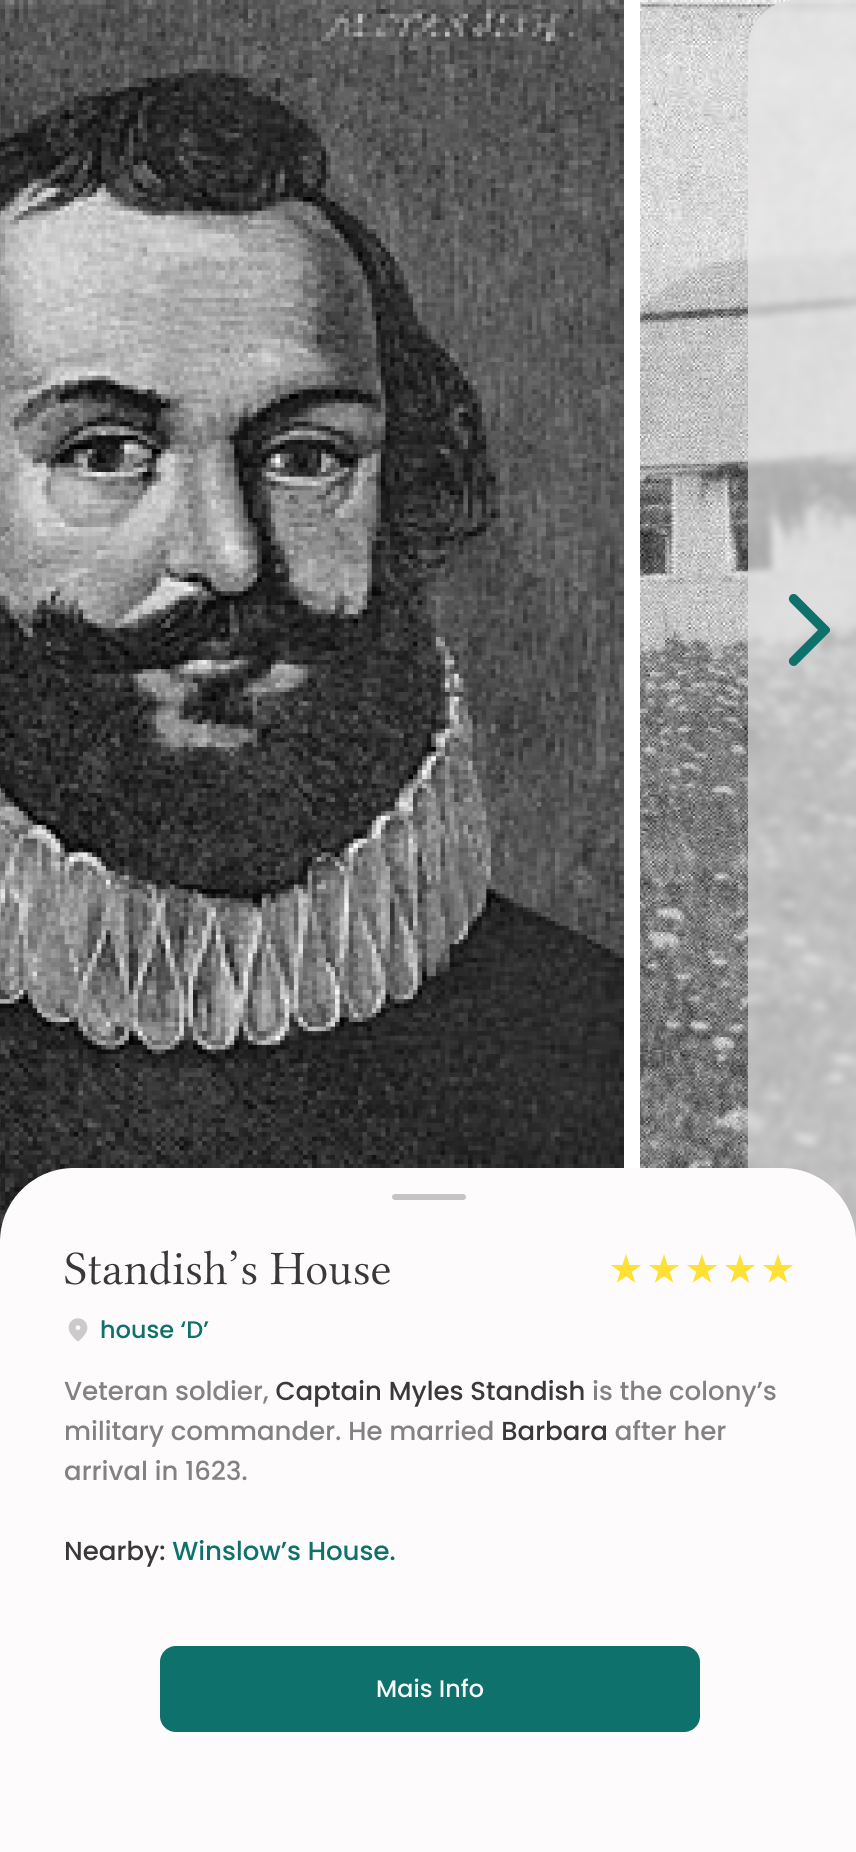 Standish’s House
house ‘D’
Veteran soldier, Captain Myles Standish is the colony’s
military commander. He married Barbara after her
arrival in 1623.
Nearby: Winslow’s House.
Mais Info